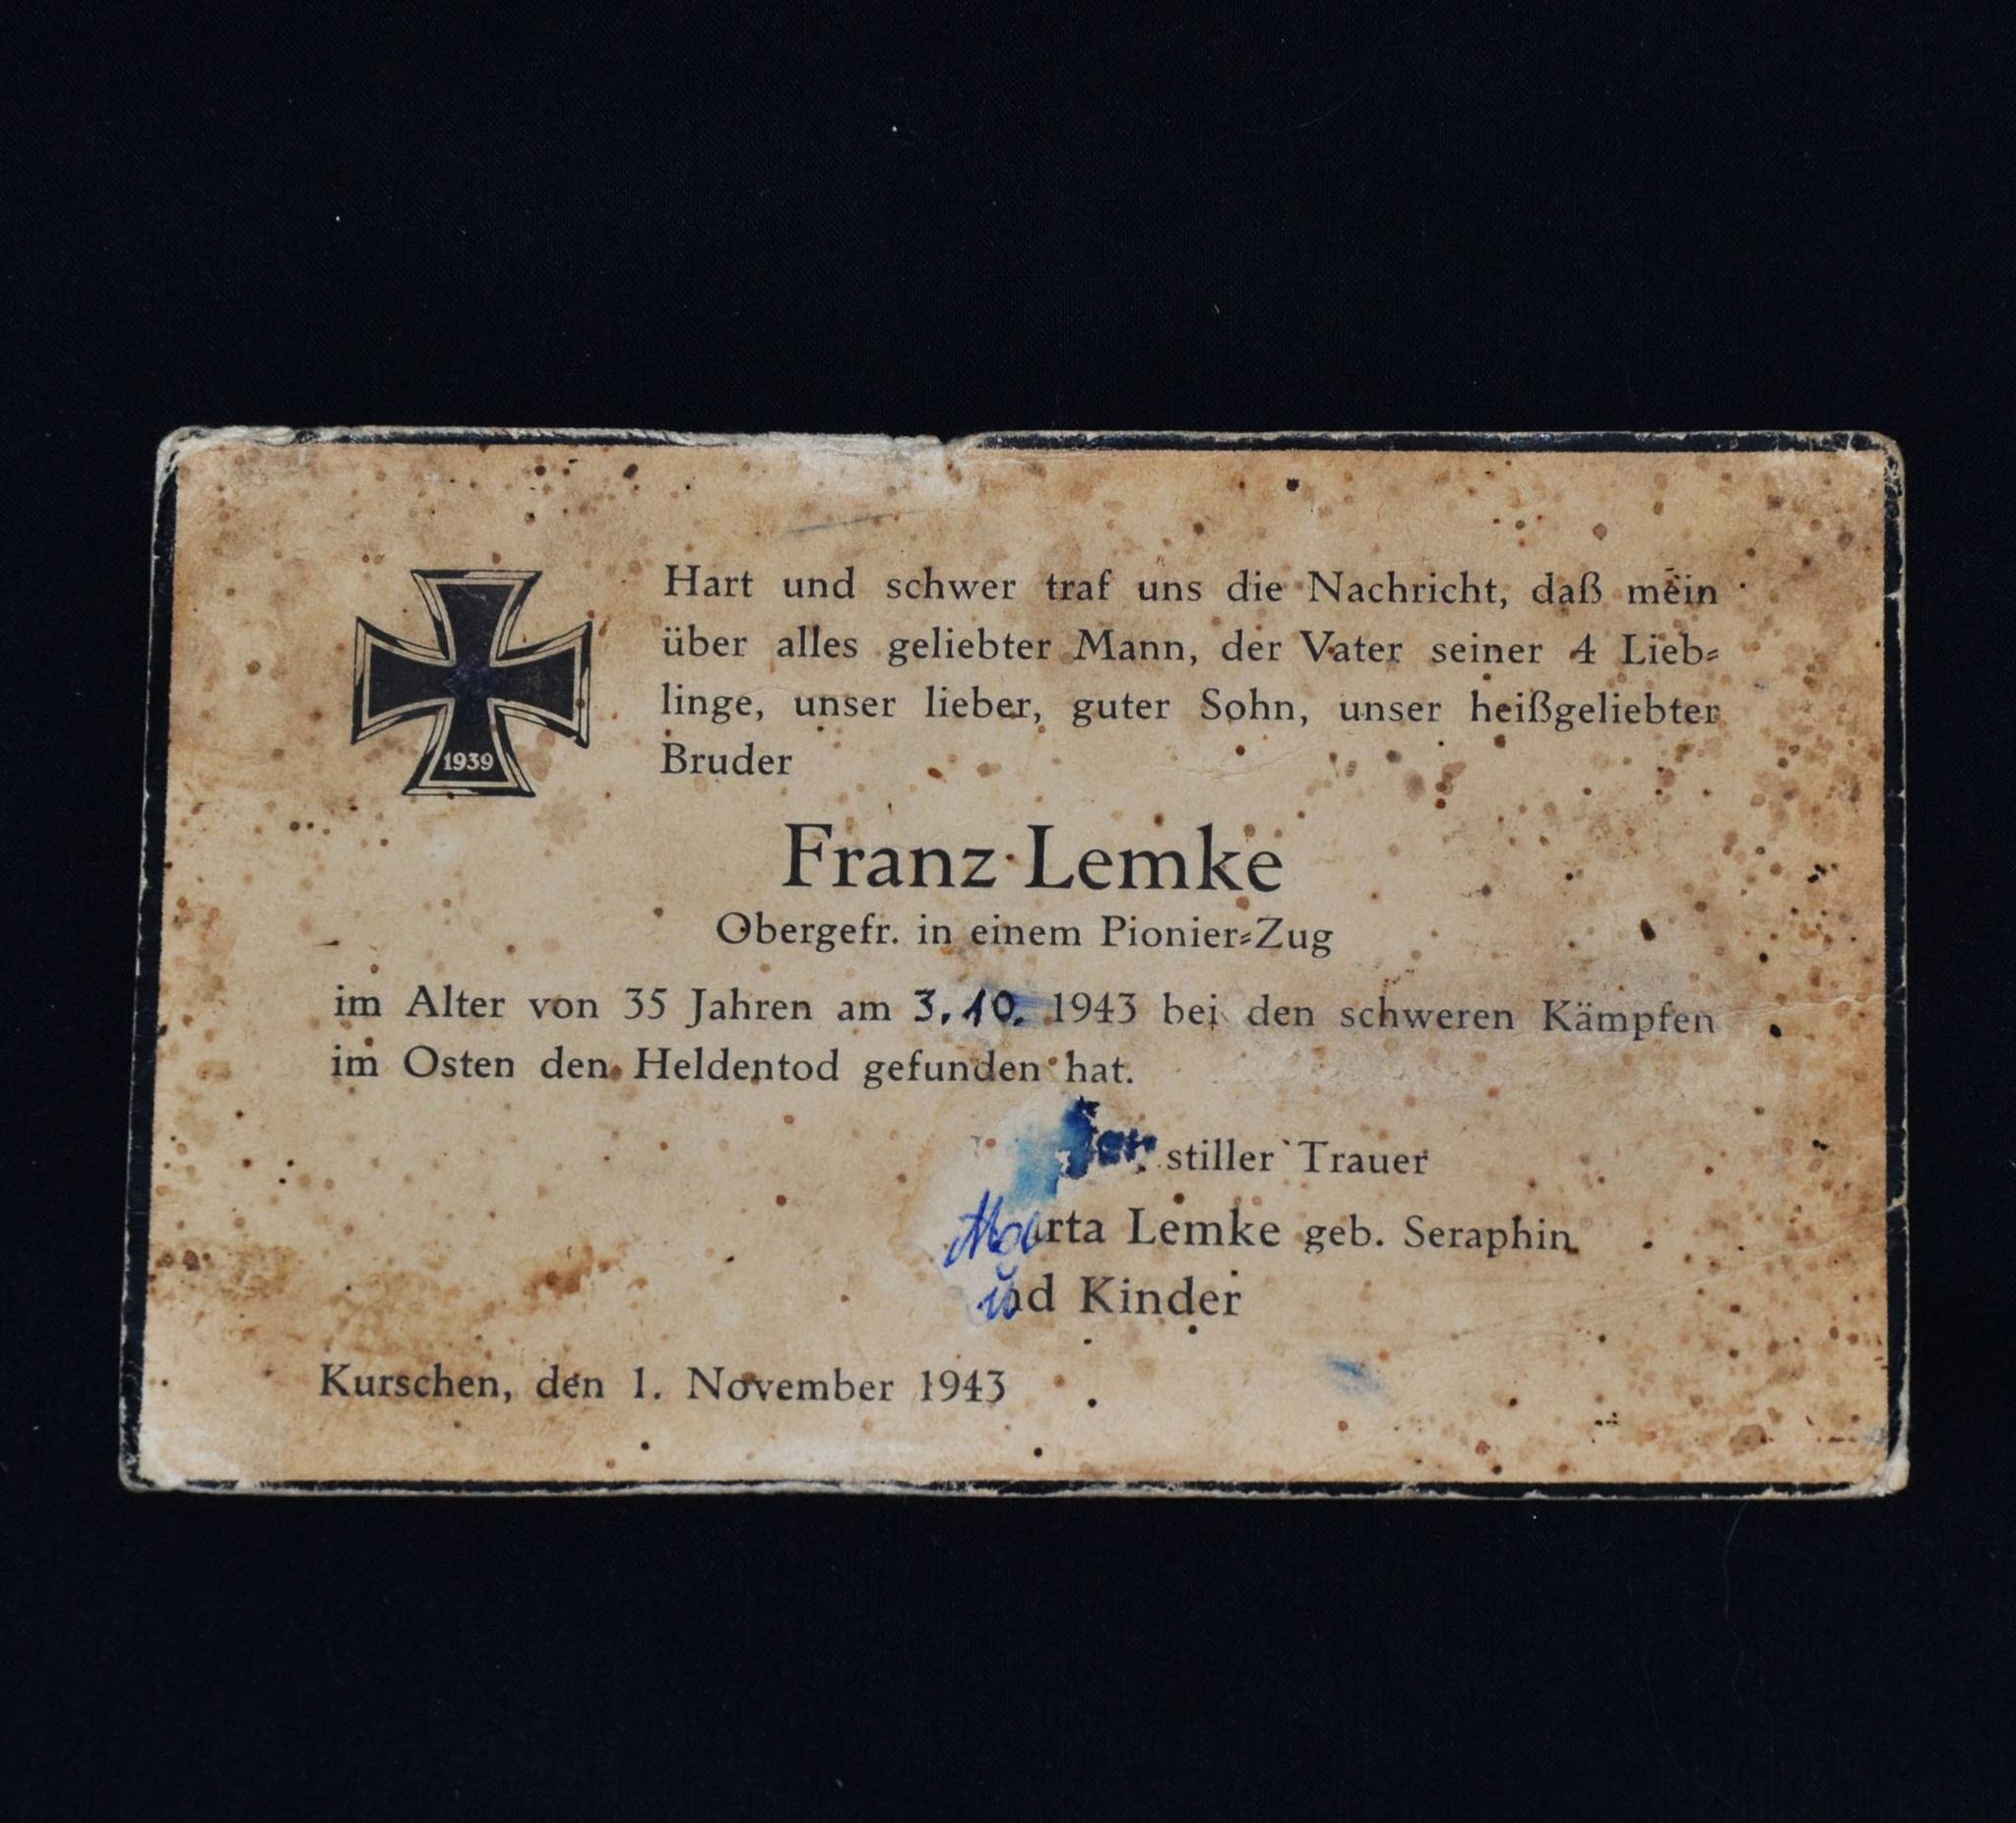 Hart und schwer traf uns die Nachricht, daß mein
über alles geliebter Mann, der Vater seiner 4 Lieb-
linge, unser lieber, guter Sohn, unser heißgeliebter
Bruder
1939
Franz Lemke
Obergefr. in einem Pionier-Zug
im Alter von 35 Jahren am 3. 10. 1943 bei den schweren Kämpfen
im Osten den Heldentod gefunden hat.
stiller Trauer
Marta Lemke geb. Seraphin
und Kinder
Kurschen, den 1. November 1943